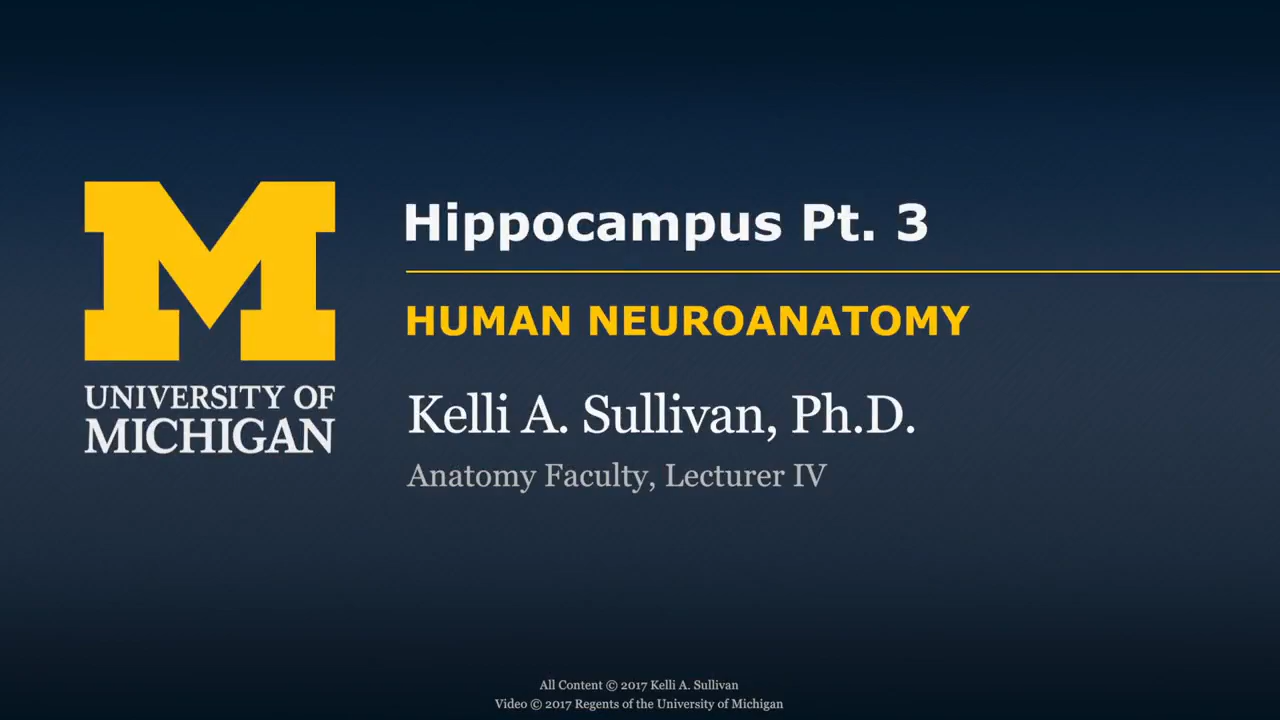 Hippocampus Pt. 3
HUMAN NEUROANATOMY
Kelli A. Sullivan, Ph.D.
Anatomy Faculty, Lecturer IV
M
UNIVERSITY OF
MICHIGAN
All Content © 2017 Kelli A. Sullivan
Video © 2017 Regents of the University of Michigan